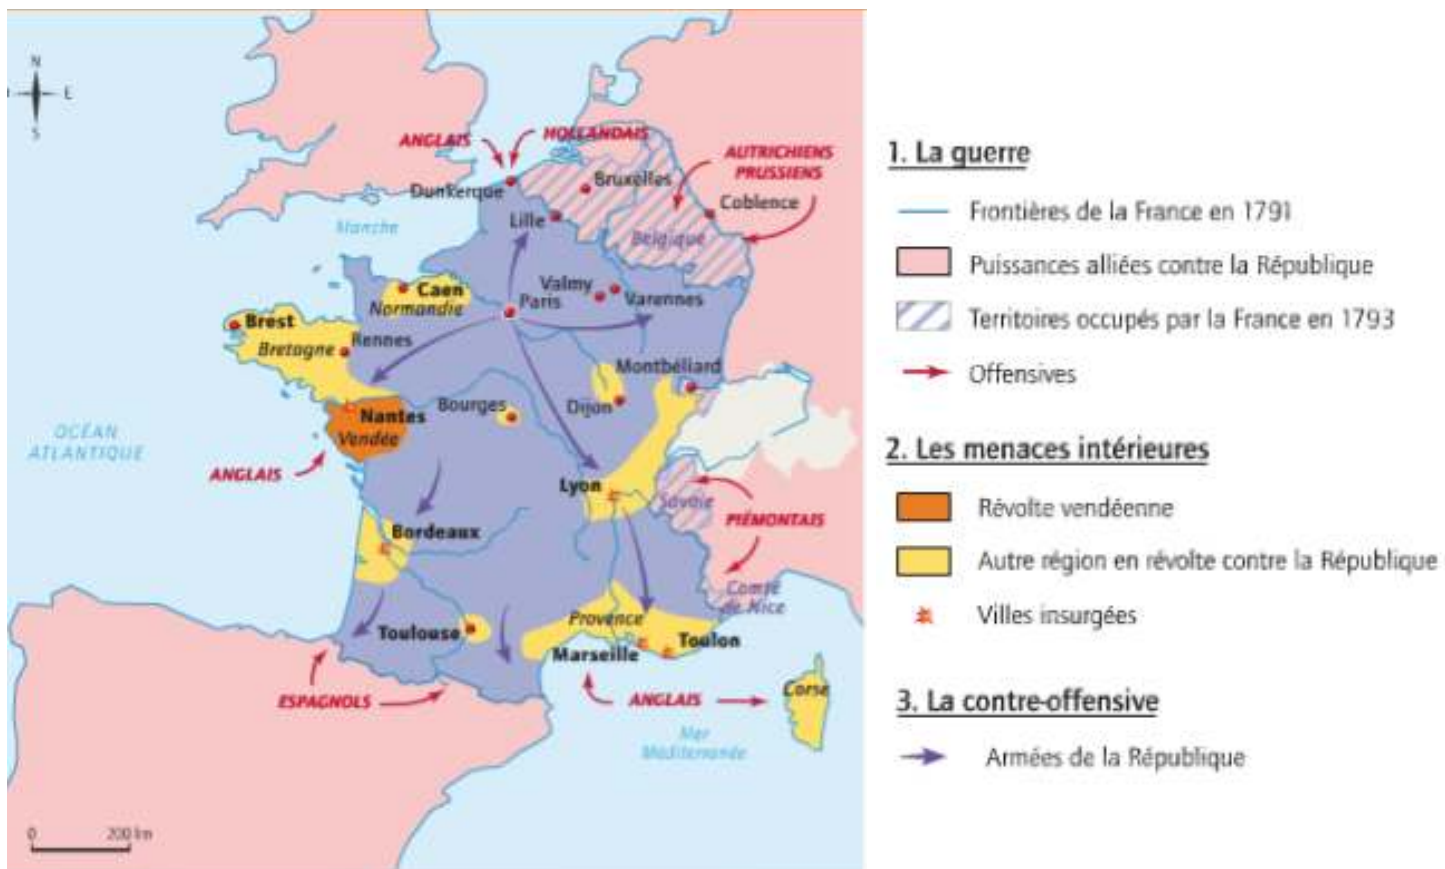 N
E
S
ANGLAIS
HOLLANDAIS
AUTRICHIENS
PRUSSIENS
Dunkerque
Bruxelles
Coblence
Lille
Manche
Belgique
Valmy
Varennes
Caen
Normandie
Paris
Brest
Bretagne
Rennes
Montbéliard
Nantes
Vendée
Bourges
Dijon
OCÉAN
ATLANTIQUE
ANGLAIS
Lyon
Savoie
PIÉMONTAIS
Bordeaux
Comté
de Nice
Provence
Toulouse
Toulon
Marseille
ESPAGNOLS
ANGLAIS
Corse
Mer
Méditerranée
0 200 km
1. La guerre
Frontières de la France en 1791
Puissances alliées contre la République
Territoires occupés par la France en 1793
Offensives
2. Les menaces intérieures
Révolte vendéenne
Autre région en révolte contre la République
Villes insurgées
3. La contre-offensive
Armées de la République